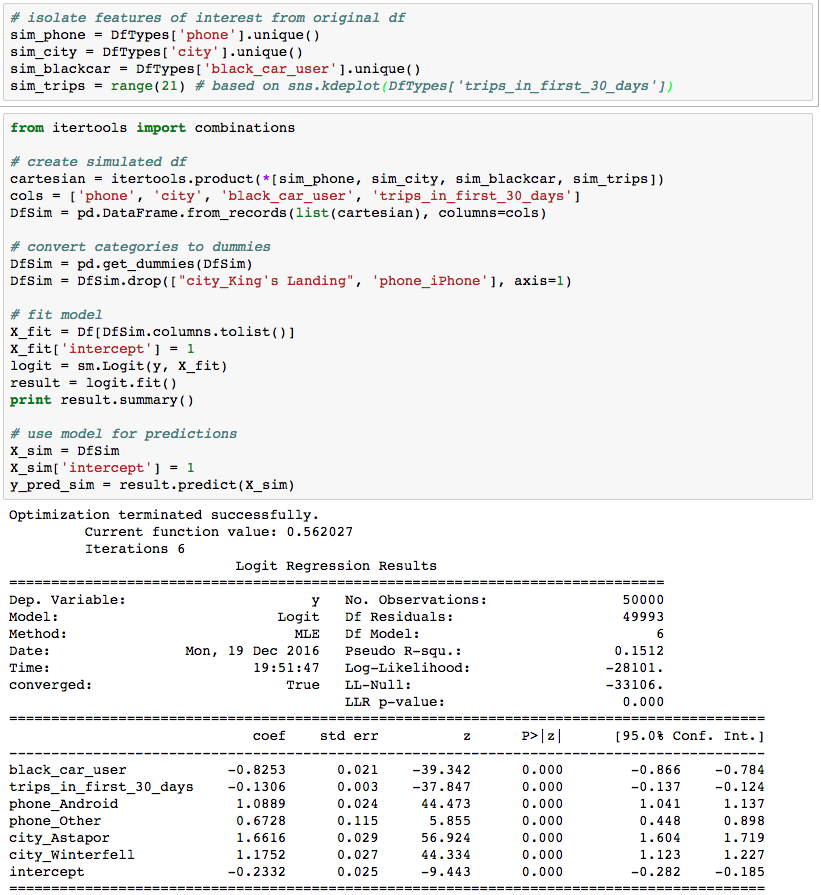 # isolate features of interest from original df
sim_phone = DfTypes['phone'].unique()
sim_city = DfTypes['city'].unique()
sim_blackcar = DfTypes['black_car_user'].unique()
sim_trips = range(21) # based on sns.kdeplot(DfTypes['trips_in_first_30_days'])
from itertools import combinations
# create simulated df
cartesian = itertools.product(*[sim_phone, sim_city, sim_blackcar, sim_trips])
cols = ['phone', 'city', 'black_car_user', 'trips_in_first_30_days']
DfSim = pd.DataFrame.from_records(list(cartesian), columns=cols)
# convert categories to dummies
DfSim = pd.get_dummies(DfSim)
DfSim = DfSim.drop(["city_King's Landing", 'phone_iPhone'], axis=1)
# fit model
X_fit = Df[DfSim.columns.tolist()]
X_fit['intercept'] = 1
logit = sm.Logit(y, X_fit)
result = logit.fit()
print result.summary()
# use model for predictions
X_sim = DfSim
X_sim['intercept'] = 1
y_pred_sim = result.predict(X_sim)
Optimization terminated successfully.
Current function value: 0.562027
Iterations 6
Logit Regression Results
==============================================================================
Dep. Variable: y No. Observations: 50000
Model: Logit Df Residuals: 49993
Method: MLE Df Model: 6
Date: Mon, 19 Dec 2016 Pseudo R-squ.: 0.1512
Time: 19:51:47 Log-Likelihood: -28101.
converged: True LL-Null: -33106.
LLR p-value: 0.000
==========================================================================================
coef std err z P>|z| [95.0% Conf. Int.]
------------------------------------------------------------------------------------------
black_car_user -0.8253 0.021 -39.342 0.000 -0.866 -0.784
trips_in_first_30_days -0.1306 0.003 -37.847 0.000 -0.137 -0.124
phone_Android 1.0889 0.024 44.473 0.000 1.041 1.137
phone_Other 0.6728 0.115 5.855 0.000 0.448 0.898
city_Astapor 1.6616 0.029 56.924 0.000 1.604 1.719
city_Winterfell 1.1752 0.027 44.334 0.000 1.123 1.227
intercept -0.2332 0.025 -9.443 0.000 -0.282 -0.185
==========================================================================================